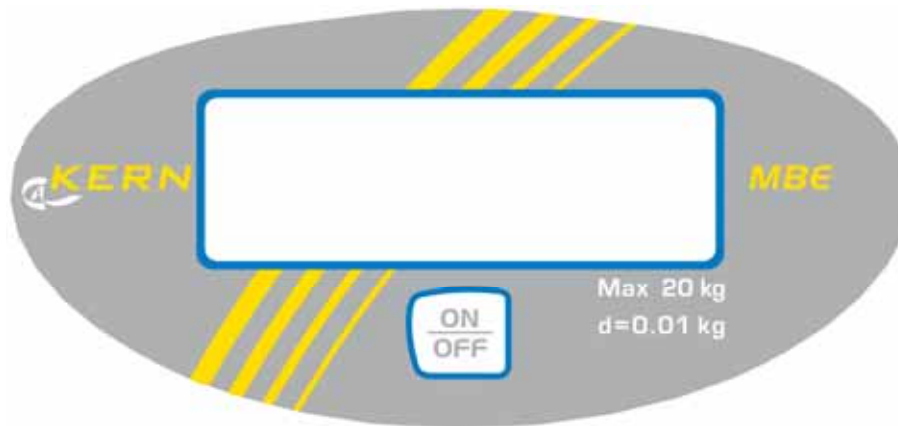 KERN
MBE
Max 20 kg
d=0.01 kg
ON
OFF